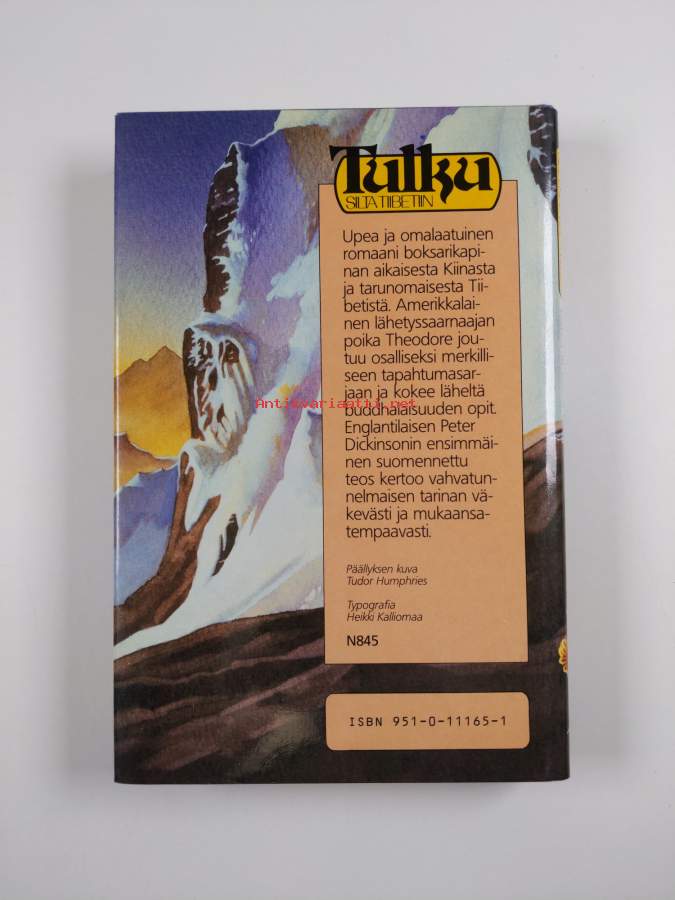 Tulku
SILTA TIIBETIIN
Upea ja omalaatuinen
romaani boksarikapi-
nan aikaisesta Kiinasta
ja tarunomaisesta Tii-
betistä. Amerikkalai-
nen lähetyssaarnaajan
poika Theodore jou-
tuu osalliseksi merkilli-
seen tapahtumasar-
jaan ja kokee läheltä
Antikvariaatti.net
buddhalaisuuden opit.
Englantilaisen Peter
Dickinsonin ensimmäi-
nen suomennettu
teos kertoo vahvatun-
nelmaisen tarinan vä-
kevästi ja mukaansa-
tempaavasti.
Päällyksen kuva
Tudor Humphries
Typografia
Heikki Kalliomaa
N845
ISBN 951-0-11165-1